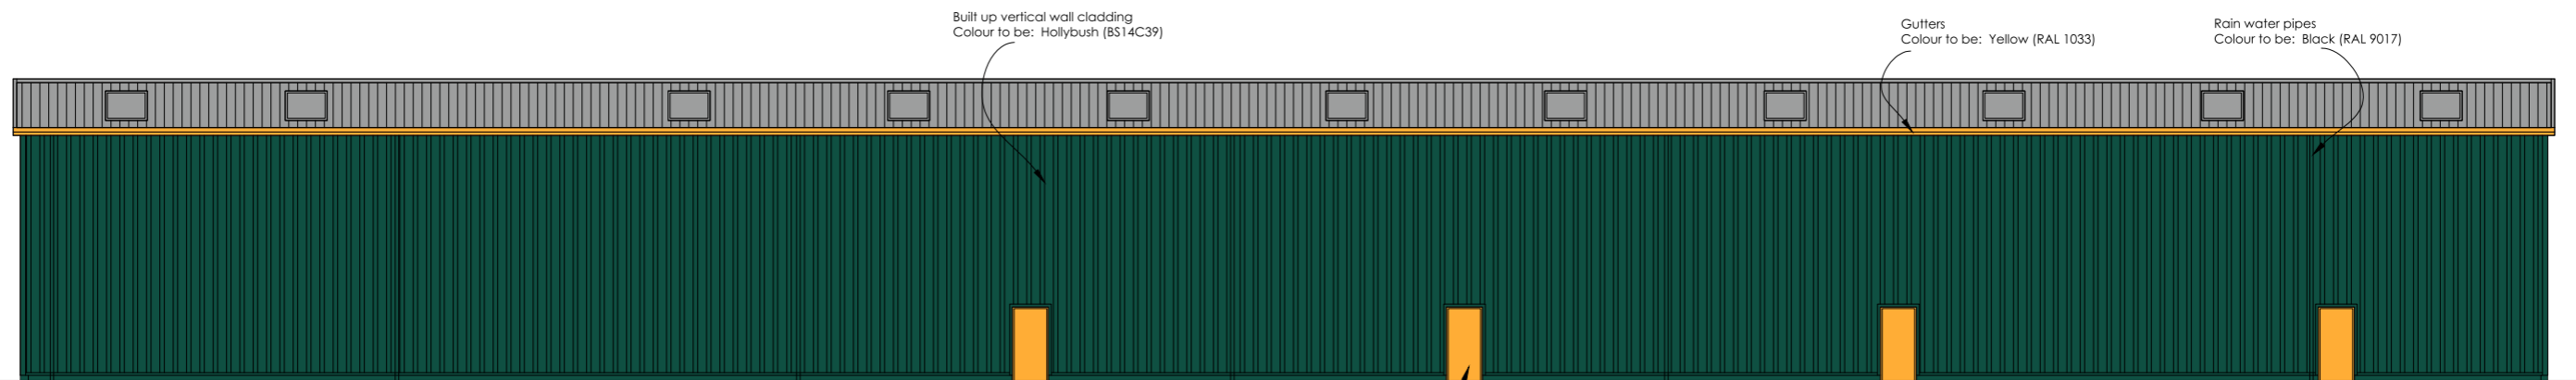 Built up vertical wall cladding
Colour to be: Hollybush (BS14C39)
Gutters
Colour to be: Yellow (RAL 1033)
Rain water pipes
Colour to be: Black (RAL 9017)